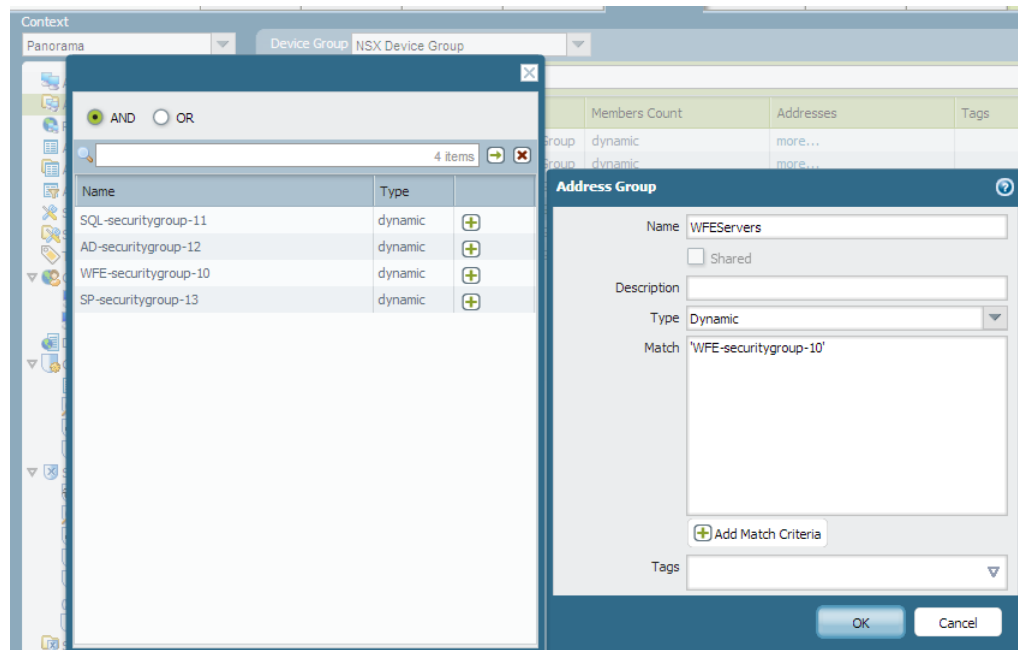 Context
Panorama
Device Group NSX Device Group
AND OR
4 items
Name Type
SQL-securitygroup-11 dynamic
AD-securitygroup-12 dynamic
WFE-securitygroup-10 dynamic
SP-securitygroup-13 dynamic
Members Count Addresses Tags
Group dynamic more...
Group dynamic more...
Address Group
Name WFEServers
Shared
Description
Type Dynamic
Match 'WFE-securitygroup-10'
Add Match Criteria
Tags
OK Cancel